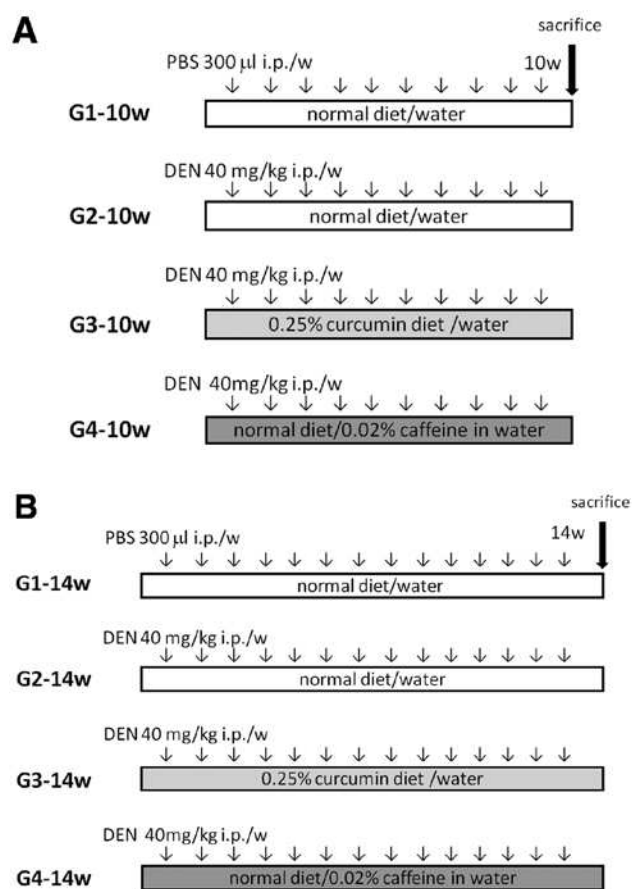 A
sacrifice
PBS 300 µl i.p./w
10w
G1-10w
normal diet/water
DEN 40 mg/kg i.p./w
G2-10w
normal diet/water
DEN 40 mg/kg i.p./w
G3-10w
0.25% curcumin diet /water
DEN 40mg/kg i.p./w
G4-10w
normal diet/0.02% caffeine in water
B
sacrifice
PBS 300 µl i.p./w
14w
G1-14w
normal diet/water
DEN 40 mg/kg i.p./w
G2-14w
normal diet/water
DEN 40 mg/kg i.p./w
G3-14w
0.25% curcumin diet /water
DEN 40mg/kg i.p./w
G4-14w
normal diet/0.02% caffeine in water